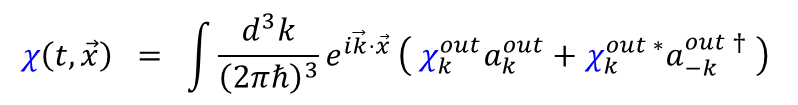 χ(t, x⃗) = ∫ d³k / (2πħ)³ e^{ik⃗·x⃗} ( χ_k^{out} a_k^{out} + χ_k^{out *} a_{-k}^{out †} )